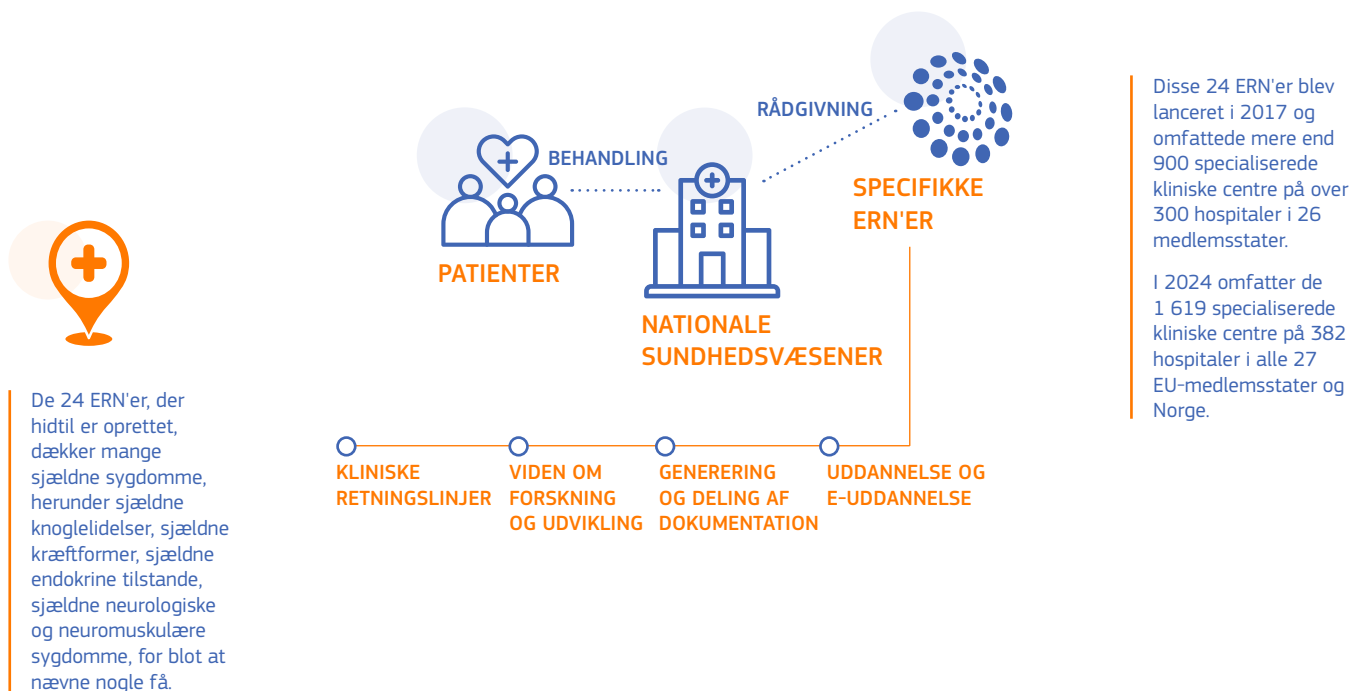 RÅDGIVNING
BEHANDLING
PATIENTER
NATIONALE
SUNDHEDSVÆSENER
SPECIFIKKE
ERN'ER
Disse 24 ERN'er blev
lanceret i 2017 og
omfattede mere end
900 specialiserede
kliniske centre på over
300 hospitaler i 26
medlemsstater.
I 2024 omfatter de
1 619 specialiserede
kliniske centre på 382
hospitaler i alle 27
EU-medlemsstater og
Norge.
De 24 ERN'er, der
hidtil er oprettet,
dækker mange
sjældne sygdomme,
herunder sjældne
knoglelidelser, sjældne
kræftformer, sjældne
endokrine tilstande,
sjældne neurologiske
og neuromuskulære
sygdomme, for blot at
nævne nogle få.
KLINISKE
RETNINGSLINJER
VIDEN OM
FORSKNING
OG UDVIKLING
GENERERING
OG DELING AF
DOKUMENTATION
UDDANNELSE OG
E-UDDANNELSE